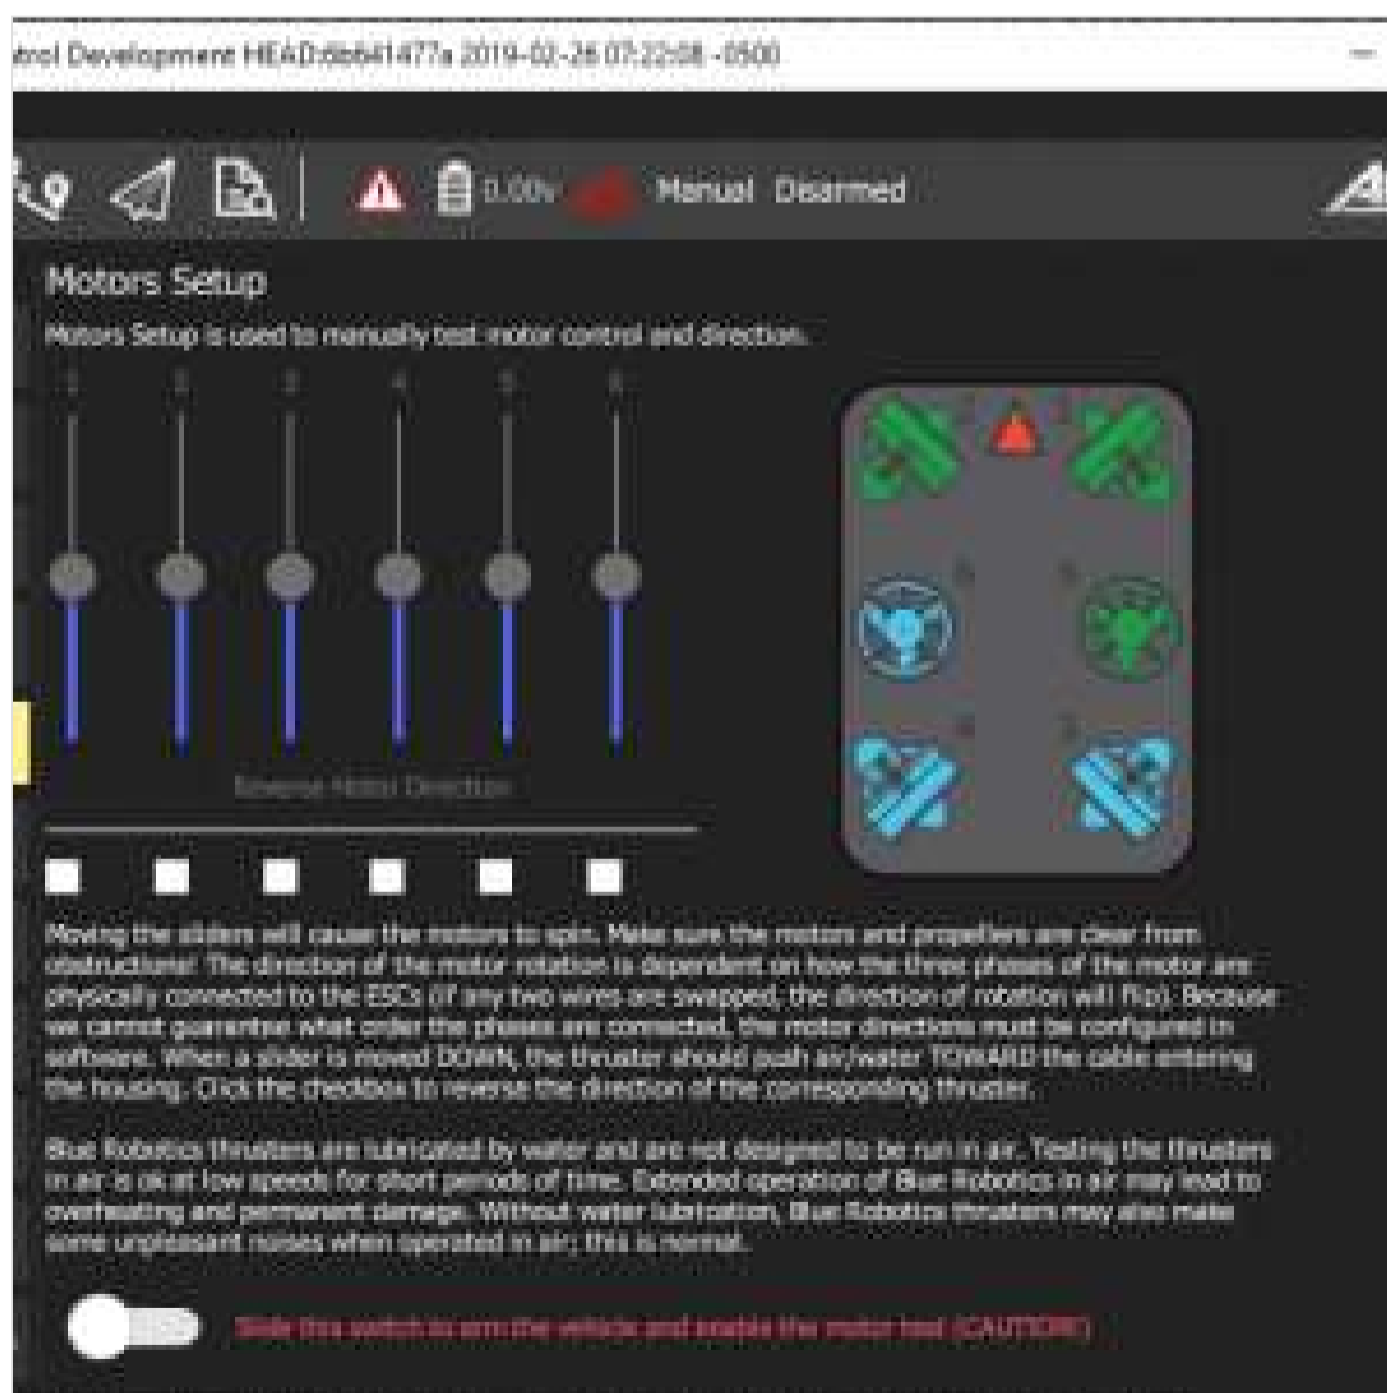 trol Development HEAD:6b641477a 2019-02-26 07:22:08 -0500
0.00v Manual Disarmed
Motors Setup
Motors Setup is used to manually test motor control and direction.
1 2 3 4 5 6
Reverse Motor Direction
Moving the sliders will cause the motors to spin. Make sure the motors and propellers are clear from
obstructions! The direction of the motor rotation is dependent on how the three phases of the motor are
physically connected to the ESCs (if any two wires are swapped, the direction of rotation will flip). Because
we cannot guarantee what order the phases are connected, the motor directions must be configured in
software. When a slider is moved DOWN, the thruster should push air/water TOWARD the cable entering
the housing. Click the checkbox to reverse the direction of the corresponding thruster.
Blue Robotics thrusters are lubricated by water and are not designed to be run in air. Testing the thrusters
in air is ok at low speeds for short periods of time. Extended operation of Blue Robotics in air may lead to
overheating and permanent damage. Without water lubrication, Blue Robotics thrusters may also make
some unpleasant noises when operated in air; this is normal.
Slide this switch to arm the vehicle and enable the motor test (CAUTION!)